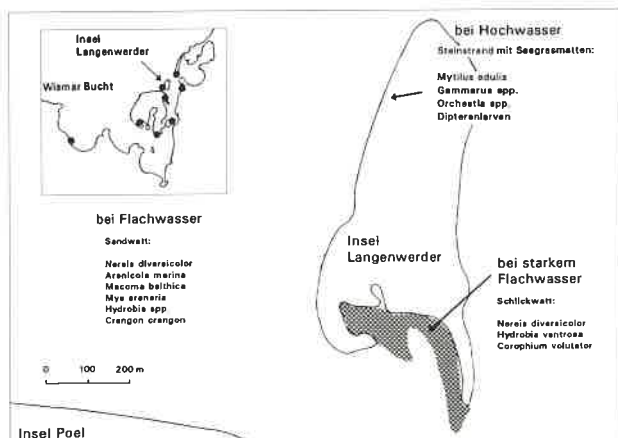 Insel
Langenwerder
Wismar Bucht
bei Hochwasser
Steinstrand mit Seegrasmatten:
Mytilus edulis
Gammarus spp.
Orchestia spp.
Dipterenlarven
bei Flachwasser
Sandwatt:
Nereis diversicolor
Arenicola marina
Macoma balthica
Mya arenaria
Hydrobia spp
Crangon crangon
Insel
Langenwerder
bei starkem
Flachwasser
Schlickwatt:
Nereis diversicolor
Hydrobia ventrosa
Corophium volutator
0 100 200 m
Insel Poel